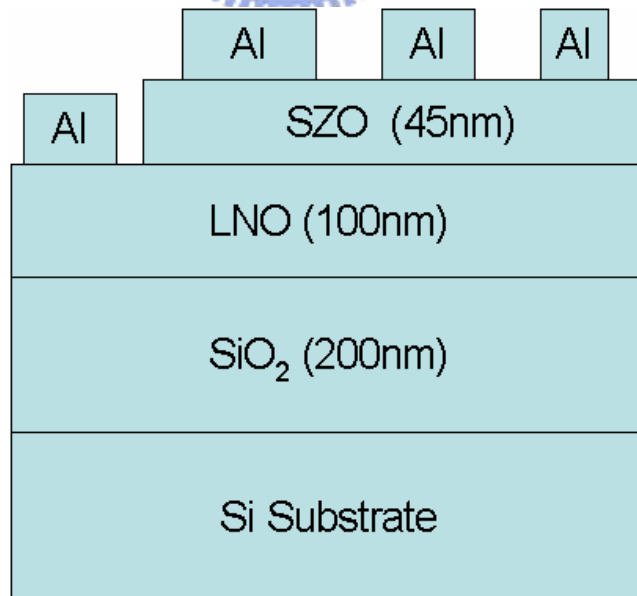 Al Al Al
Al
SZO (45nm)
LNO (100nm)
SiO₂ (200nm)
Si Substrate